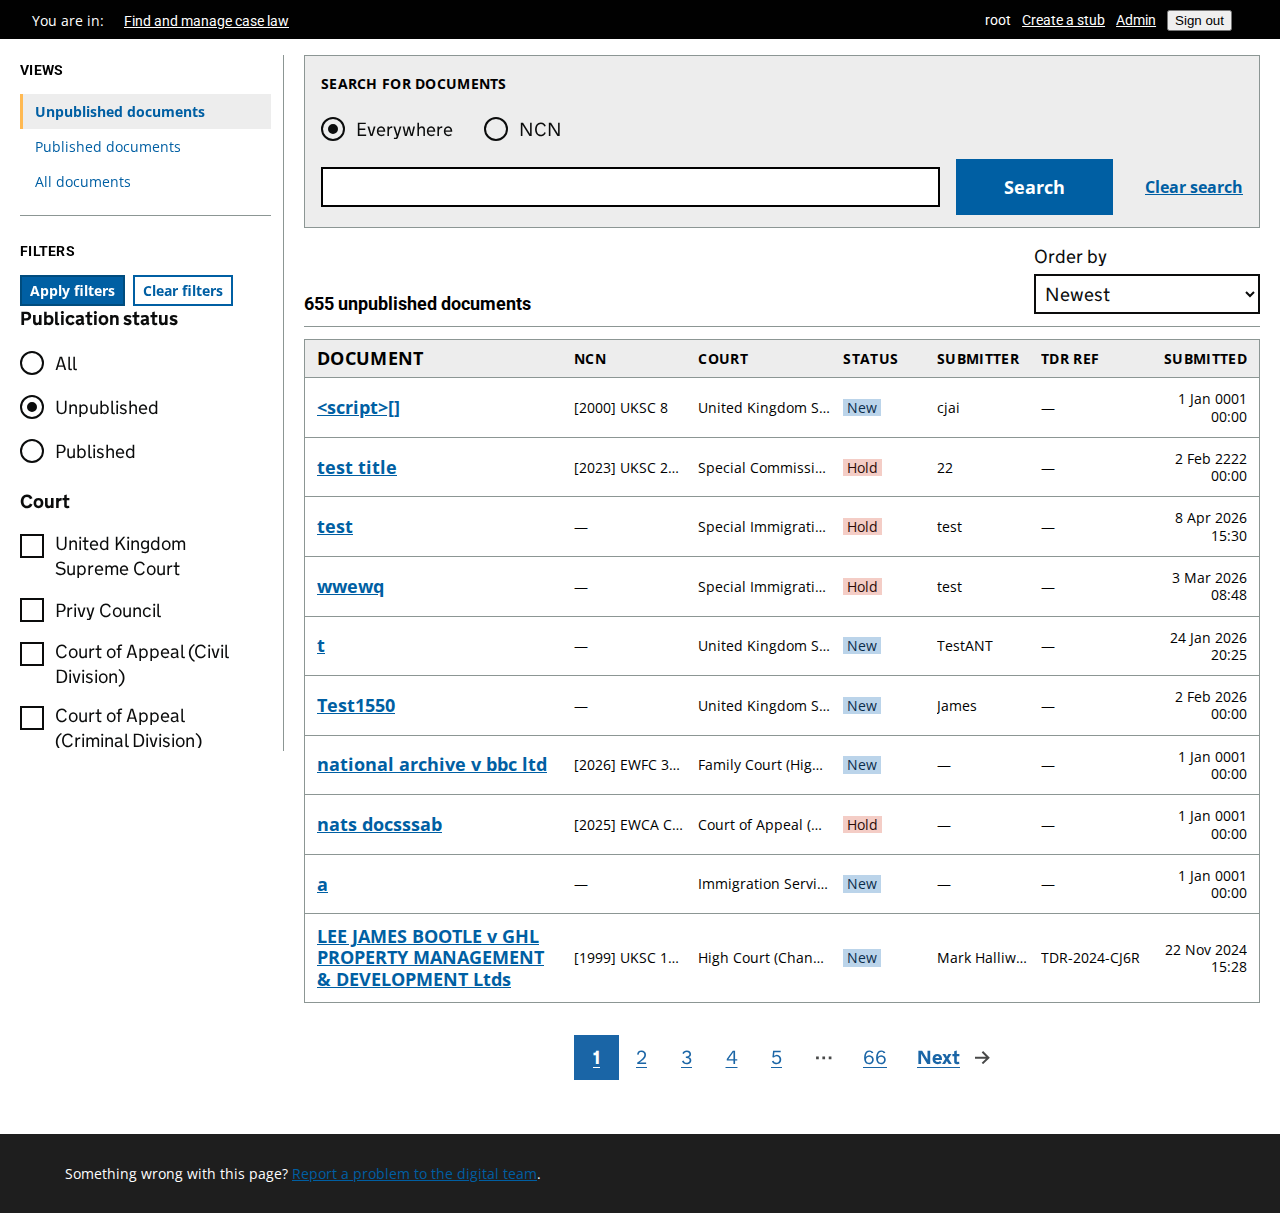 You are in: Find and manage case law
root Create a stub Admin Sign out
VIEWS
Unpublished documents
Published documents
All documents
FILTERS
Apply filters Clear filters
Publication status
All
Unpublished
Published
Court
United Kingdom
Supreme Court
Privy Council
Court of Appeal (Civil
Division)
Court of Appeal
(Criminal Division)
SEARCH FOR DOCUMENTS
Everywhere NCN
Search Clear search
Order by
655 unpublished documents Newest
DOCUMENT NCN COURT STATUS SUBMITTER TDR REF SUBMITTED
<script>[] [2000] UKSC 8 United Kingdom S... New cjai — 1 Jan 0001
00:00
test title [2023] UKSC 2... Special Commissi... Hold 22 — 2 Feb 2222
00:00
test — Special Immigrati... Hold test — 8 Apr 2026
15:30
wwewq — Special Immigrati... Hold test — 3 Mar 2026
08:48
t — United Kingdom S... New TestANT — 24 Jan 2026
20:25
Test1550 — United Kingdom S... New James — 2 Feb 2026
00:00
national archive v bbc ltd [2026] EWFC 3... Family Court (Hig... New — — 1 Jan 0001
00:00
nats docsssab [2025] EWCA C... Court of Appeal (... Hold — — 1 Jan 0001
00:00
a — Immigration Servi... New — — 1 Jan 0001
00:00
LEE JAMES BOOTLE v GHL
PROPERTY MANAGEMENT
& DEVELOPMENT Ltds [1999] UKSC 1... High Court (Chan... New Mark Halliw... TDR-2024-CJ6R 22 Nov 2024
15:28
1 2 3 4 5 ⋯ 66 Next →
Something wrong with this page? Report a problem to the digital team.